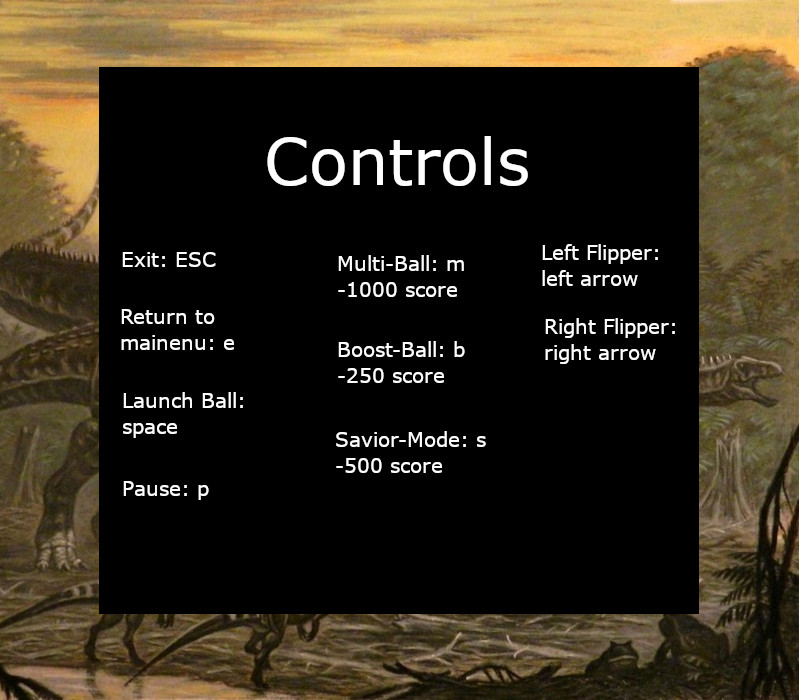 Controls
Exit: ESC
Return to
mainenu: e
Launch Ball:
space
Pause: p
Multi-Ball: m
-1000 score
Boost-Ball: b
-250 score
Savior-Mode: s
-500 score
Left Flipper:
left arrow
Right Flipper:
right arrow